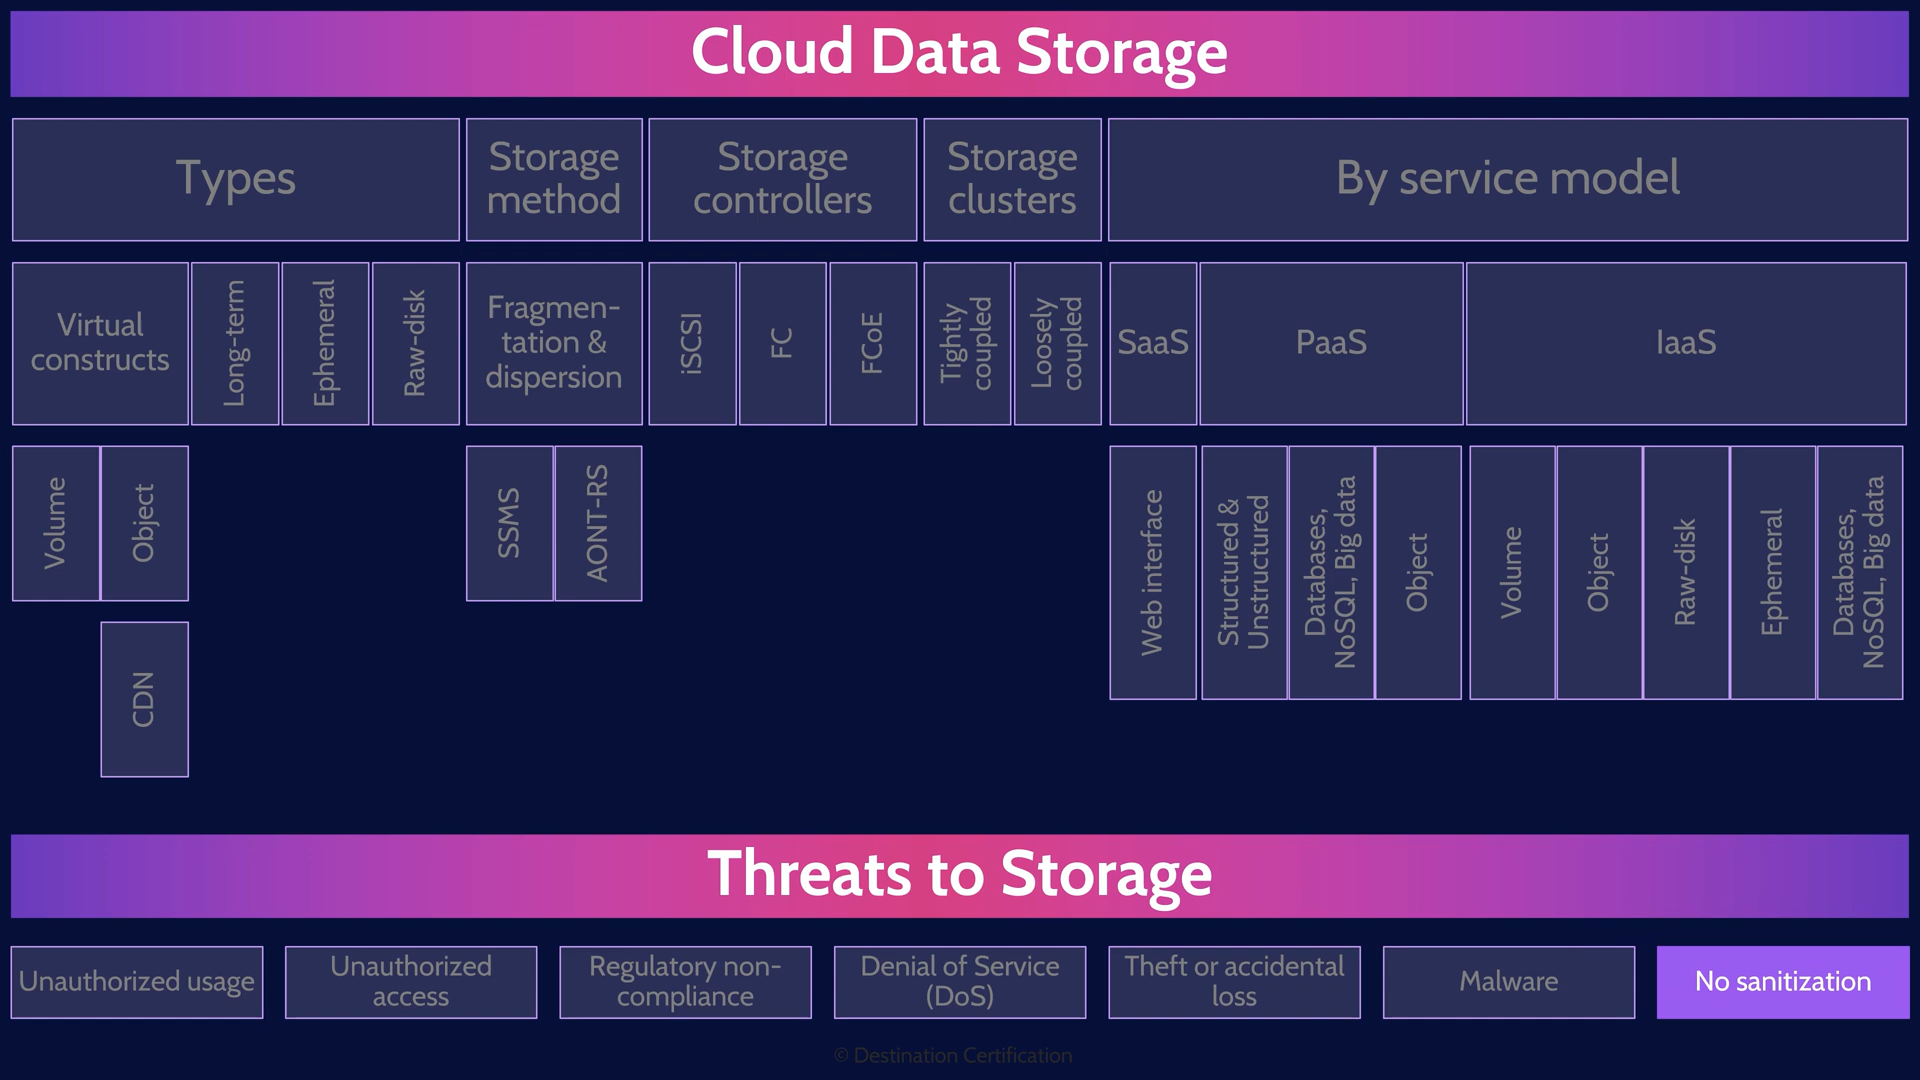 Cloud Data Storage
Types
Storage
method
Storage
controllers
Storage
clusters
By service model
Virtual
constructs
Long-term
Ephemeral
Raw-disk
Fragmen-
tation &
dispersion
iSCSI
FC
FCoE
Tightly
coupled
Loosely
coupled
SaaS
PaaS
IaaS
Volume
Object
SSMS
AONT-RS
Web interface
Structured &
Unstructured
Databases,
NoSQL, Big data
Object
Volume
Object
Raw-disk
Ephemeral
Databases,
NoSQL, Big data
CDN
Threats to Storage
Unauthorized usage
Unauthorized
access
Regulatory non-
compliance
Denial of Service
(DoS)
Theft or accidental
loss
Malware
No sanitization
© Destination Certification